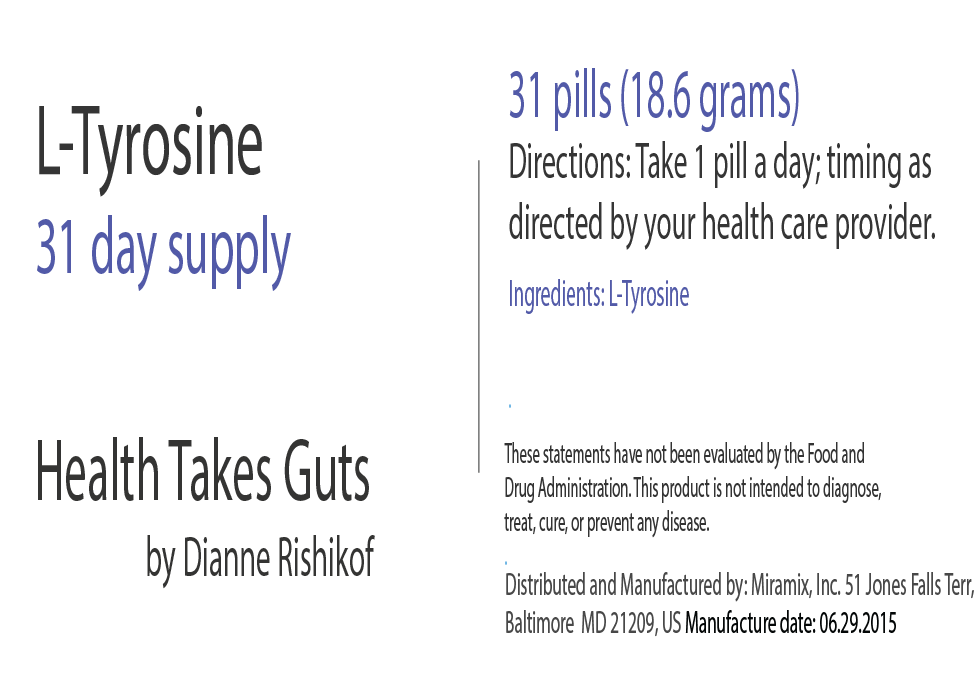 L-Tyrosine
31 day supply
Health Takes Guts
by Dianne Rishikof
31 pills (18.6 grams)
Directions: Take 1 pill a day; timing as
directed by your health care provider.
Ingredients: L-Tyrosine
.
These statements have not been evaluated by the Food and
Drug Administration. This product is not intended to diagnose,
treat, cure, or prevent any disease.
.
Distributed and Manufactured by: Miramix, Inc. 51 Jones Falls Terr,
Baltimore MD 21209, US Manufacture date: 06.29.2015